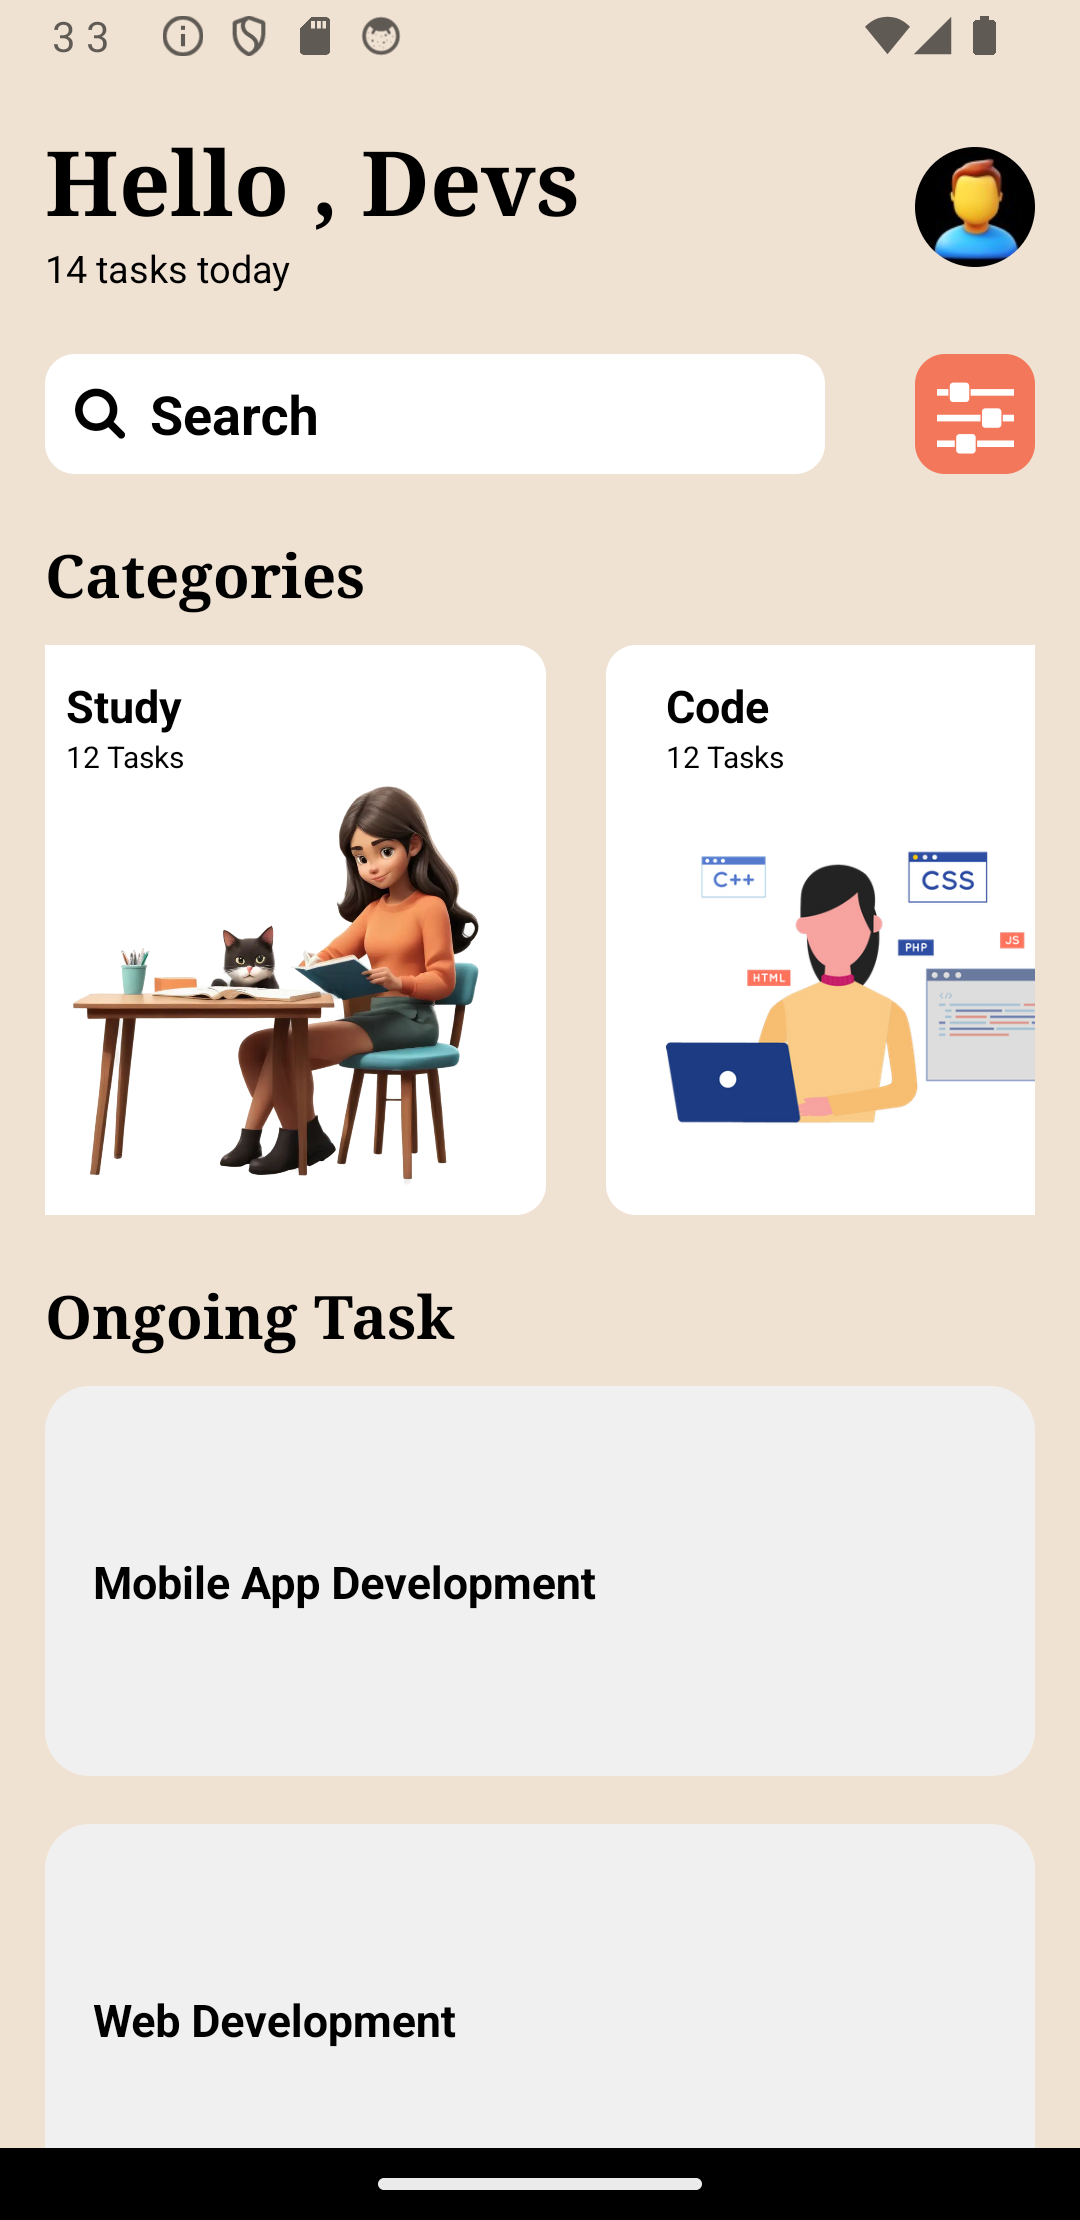 3 3
Hello , Devs
14 tasks today
Search
Categories
Study
12 Tasks
Code
12 Tasks
C++
CSS
PHP
JS
HTML
</>
Ongoing Task
Mobile App Development
Web Development